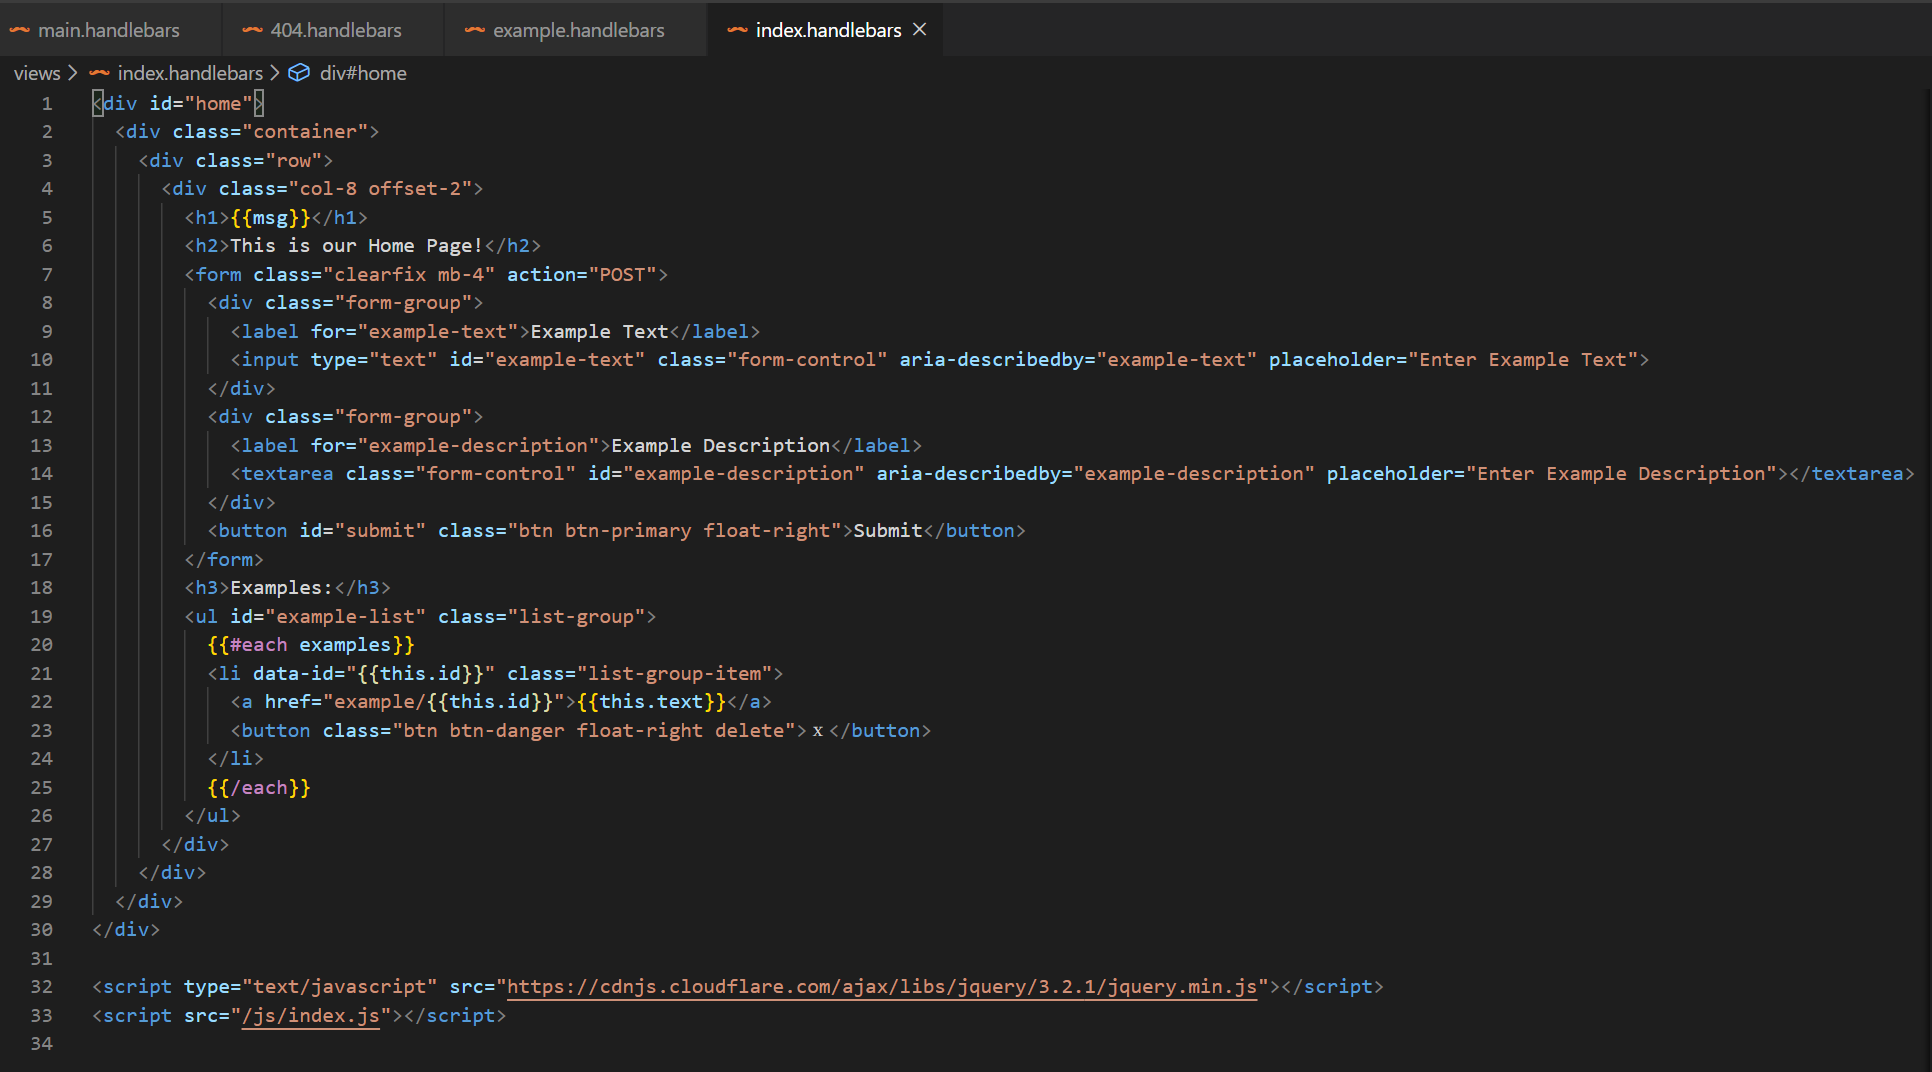 main.handlebars 404.handlebars example.handlebars index.handlebars
views index.handlebars div#home
1 <div id="home">
2   <div class="container">
3     <div class="row">
4       <div class="col-8 offset-2">
5         <h1>{{msg}}</h1>
6         <h2>This is our Home Page!</h2>
7         <form class="clearfix mb-4" action="POST">
8           <div class="form-group">
9             <label for="example-text">Example Text</label>
10             <input type="text" id="example-text" class="form-control" aria-describedby="example-text" placeholder="Enter Example Text">
11           </div>
12           <div class="form-group">
13             <label for="example-description">Example Description</label>
14             <textarea class="form-control" id="example-description" aria-describedby="example-description" placeholder="Enter Example Description"></textarea>
15           </div>
16           <button id="submit" class="btn btn-primary float-right">Submit</button>
17         </form>
18         <h3>Examples:</h3>
19         <ul id="example-list" class="list-group">
20           {{#each examples}}
21           <li data-id="{{this.id}}" class="list-group-item">
22             <a href="example/{{this.id}}">{{this.text}}</a>
23             <button class="btn btn-danger float-right delete">x</button>
24           </li>
25           {{/each}}
26         </ul>
27       </div>
28     </div>
29   </div>
30 </div>
31
32 <script type="text/javascript" src="https://cdnjs.cloudflare.com/ajax/libs/jquery/3.2.1/jquery.min.js"></script>
33 <script src="/js/index.js"></script>
34